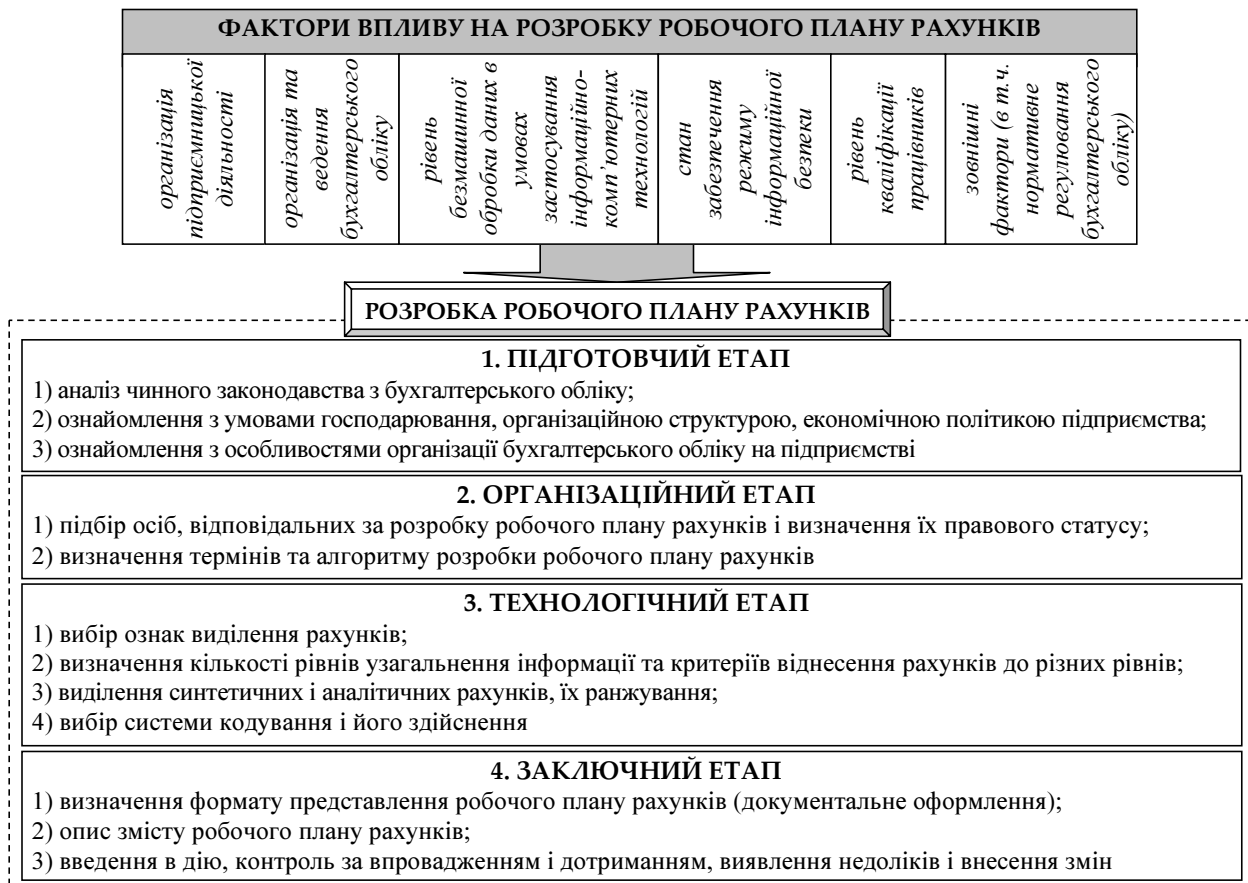 ФАКТОРИ ВПЛИВУ НА РОЗРОБКУ РОБОЧОГО ПЛАНУ РАХУНКІВ
організація
підприємницької
діяльності
організація та
ведення
бухгалтерського
обліку
рівень
безмашинної
обробки даних в
умовах
застосування
інформаційно-
комп`ютерних
технологій
стан
забезпечення
режиму
інформаційної
безпеки
рівень
кваліфікації
працівників
зовнішні
фактори (в т.ч.
нормативне
регулювання
бухгалтерського
обліку)
РОЗРОБКА РОБОЧОГО ПЛАНУ РАХУНКІВ
1. ПІДГОТОВЧИЙ ЕТАП
1) аналіз чинного законодавства з бухгалтерського обліку;
2) ознайомлення з умовами господарювання, організаційною структурою, економічною політикою підприємства;
3) ознайомлення з особливостями організації бухгалтерського обліку на підприємстві
2. ОРГАНІЗАЦІЙНИЙ ЕТАП
1) підбір осіб, відповідальних за розробку робочого плану рахунків і визначення їх правового статусу;
2) визначення термінів та алгоритму розробки робочого плану рахунків
3. ТЕХНОЛОГІЧНИЙ ЕТАП
1) вибір ознак виділення рахунків;
2) визначення кількості рівнів узагальнення інформації та критеріїв віднесення рахунків до різних рівнів;
3) виділення синтетичних і аналітичних рахунків, їх ранжування;
4) вибір системи кодування і його здійснення
4. ЗАКЛЮЧНИЙ ЕТАП
1) визначення формату представлення робочого плану рахунків (документальне оформлення);
2) опис змісту робочого плану рахунків;
3) введення в дію, контроль за впровадженням і дотриманням, виявлення недоліків і внесення змін